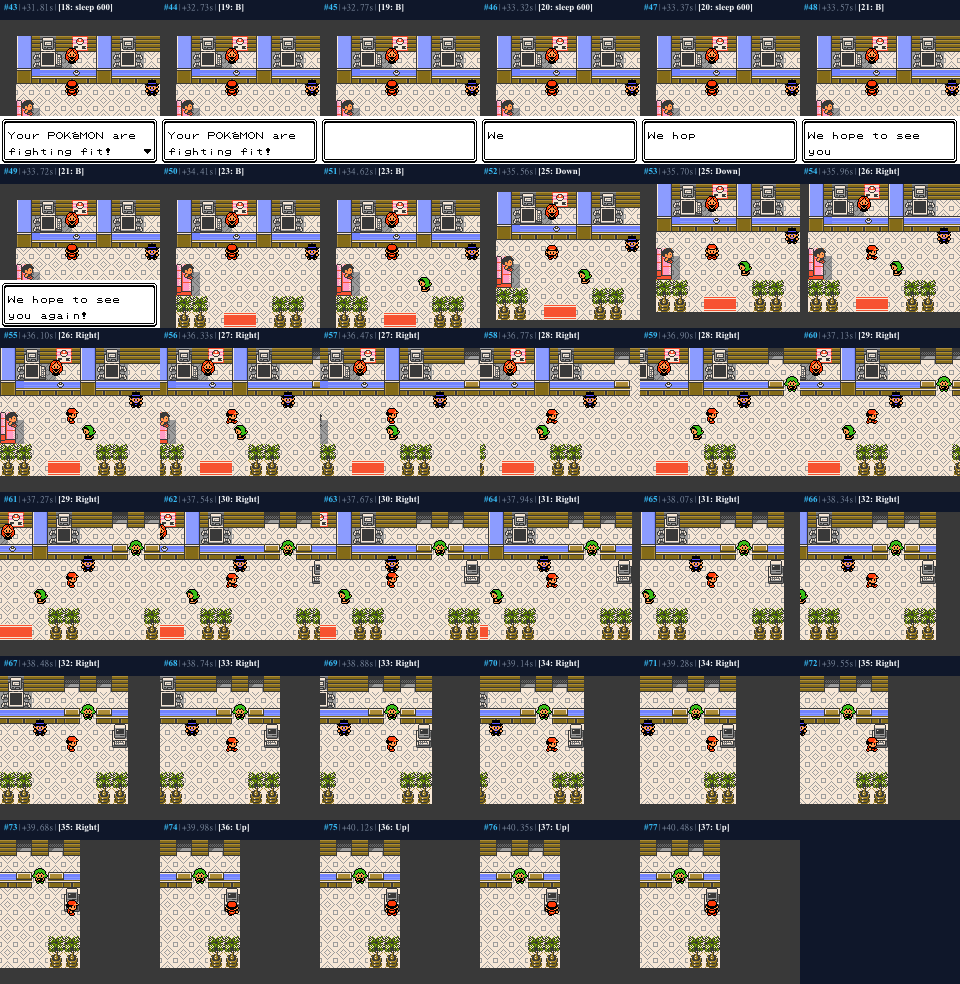 #43|+31.81s|[18: sleep 600]
#44|+32.73s|[19: B]
#45|+32.77s|[19: B]
#46|+33.32s|[20: sleep 600]
#47|+33.37s|[20: sleep 600]
#48|+33.57s|[21: B]
Your POKéMON are
fighting fit!
Your POKéMON are
fighting fit!
We
We hop
We hope to see
you
#49|+33.72s|[21: B]
#50|+34.41s|[23: B]
#51|+34.62s|[23: B]
#52|+35.56s|[25: Down]
#53|+35.70s|[25: Down]
#54|+35.96s|[26: Right]
We hope to see
you again!
#55|+36.10s|[26: Right]
#56|+36.33s|[27: Right]
#57|+36.47s|[27: Right]
#58|+36.77s|[28: Right]
#59|+36.90s|[28: Right]
#60|+37.13s|[29: Right]
#61|+37.27s|[29: Right]
#62|+37.54s|[30: Right]
#63|+37.67s|[30: Right]
#64|+37.94s|[31: Right]
#65|+38.07s|[31: Right]
#66|+38.34s|[32: Right]
#67|+38.48s|[32: Right]
#68|+38.74s|[33: Right]
#69|+38.88s|[33: Right]
#70|+39.14s|[34: Right]
#71|+39.28s|[34: Right]
#72|+39.55s|[35: Right]
#73|+39.68s|[35: Right]
#74|+39.98s|[36: Up]
#75|+40.12s|[36: Up]
#76|+40.35s|[37: Up]
#77|+40.48s|[37: Up]